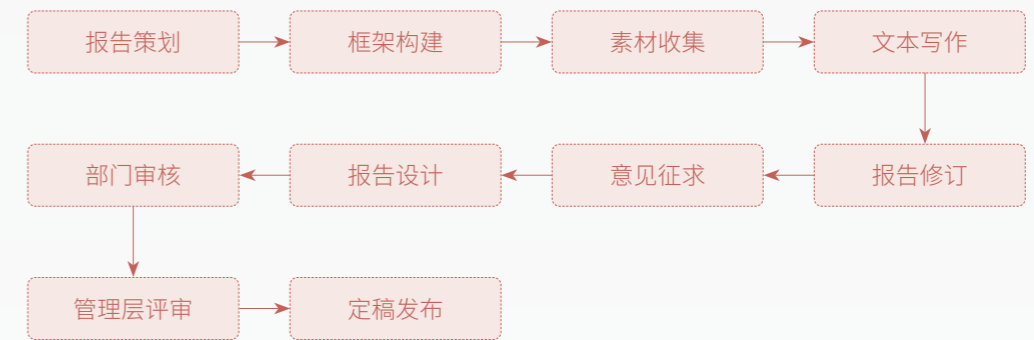 报告策划
框架构建
素材收集
文本写作
报告修订
意见征求
报告设计
部门审核
管理层评审
定稿发布